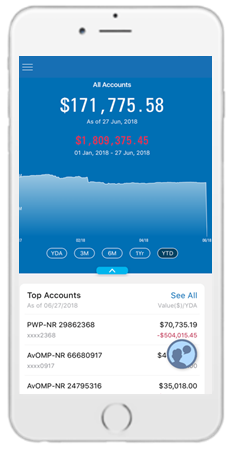 All Accounts
$171,775.58
As of 27 Jun, 2018
$1,809,375.45
01 Jan, 2018 - 27 Jun, 2018
02/18 04/18 06/18
YDA 3M 6M 1Yr YTD
Top Accounts See All
As of 06/27/2018 Value($)/YDA
PWP-NR 29862368 $70,735.19
xxxx2368 -$504,015.45
AvOMP-NR 66680917
xxxx0917
AvOMP-NR 24795316 $35,018.00